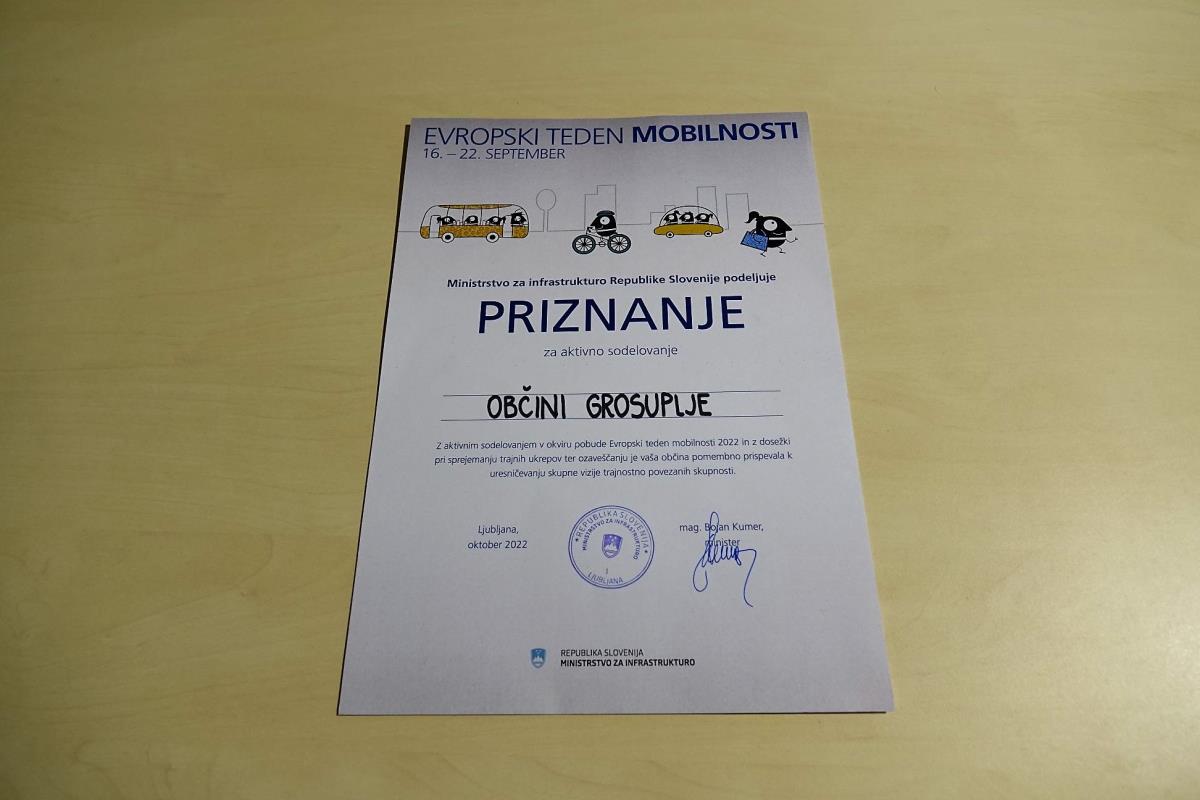 EVROPSKI TEDEN MOBILNOSTI
16. – 22. SEPTEMBER
Ministrstvo za infrastrukturo Republike Slovenije podeljuje
PRIZNANJE
za aktivno sodelovanje
OBČINI GROSUPLJE
Z aktivnim sodelovanjem v okviru pobude Evropski teden mobilnosti 2022 in z dosežki
pri sprejemanju trajnih ukrepov ter ozaveščanju je vaša občina pomembno prispevala k
uresničevanju skupne vizije trajnostno povezanih skupnosti.
Ljubljana,
oktober 2022
REPUBLIKA SLOVENIJA
MINISTRSTVO ZA INFRASTRUKTURO
1
LJUBLJANA
mag. Bojan Kumer,
minister
REPUBLIKA SLOVENIJA
MINISTRSTVO ZA INFRASTRUKTURO